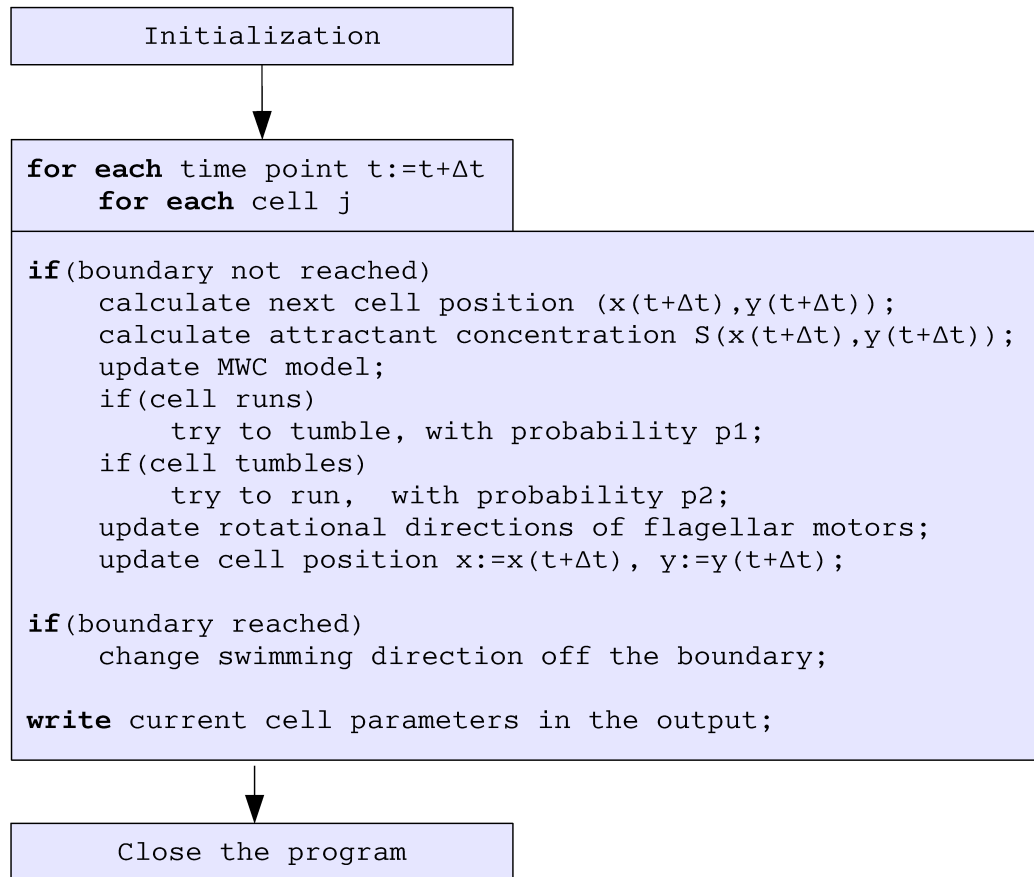 Initialization
for each time point t:=t+Δt
for each cell j
if(boundary not reached)
calculate next cell position (x(t+Δt),y(t+Δt));
calculate attractant concentration S(x(t+Δt),y(t+Δt));
update MWC model;
if(cell runs)
try to tumble, with probability p1;
if(cell tumbles)
try to run,  with probability p2;
update rotational directions of flagellar motors;
update cell position x:=x(t+Δt), y:=y(t+Δt);
if(boundary reached)
change swimming direction off the boundary;
write current cell parameters in the output;
Close the program